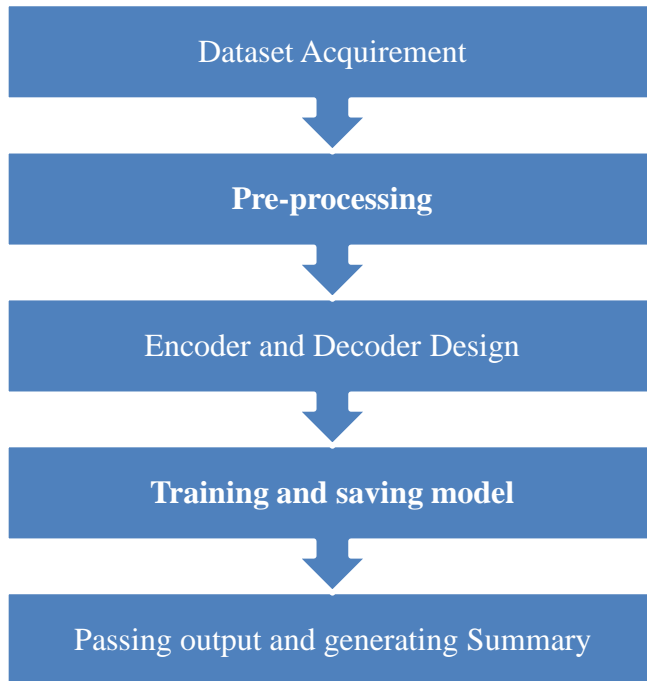 Dataset Acquirement
Pre-processing
Encoder and Decoder Design
Training and saving model
Passing output and generating Summary